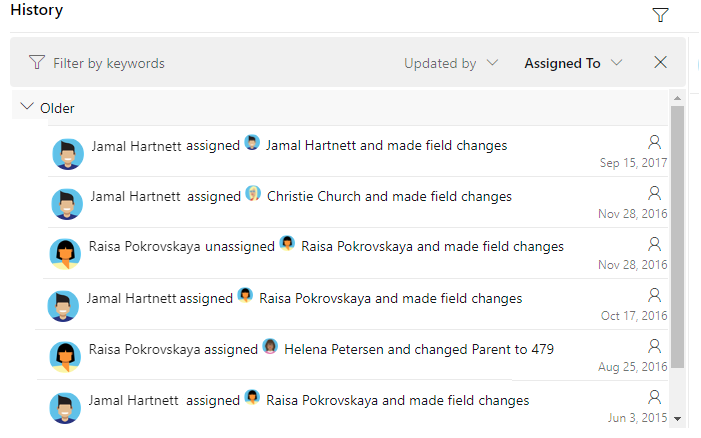 History
Filter by keywords Updated by Assigned To
Older
Jamal Hartnett assigned Jamal Hartnett and made field changes
Sep 15, 2017
Jamal Hartnett assigned Christie Church and made field changes
Nov 28, 2016
Raisa Pokrovskaya unassigned Raisa Pokrovskaya and made field changes
Nov 28, 2016
Jamal Hartnett assigned Raisa Pokrovskaya and made field changes
Oct 17, 2016
Raisa Pokrovskaya assigned Helena Petersen and changed Parent to 479
Aug 25, 2016
Jamal Hartnett assigned Raisa Pokrovskaya and made field changes
Jun 3, 2015